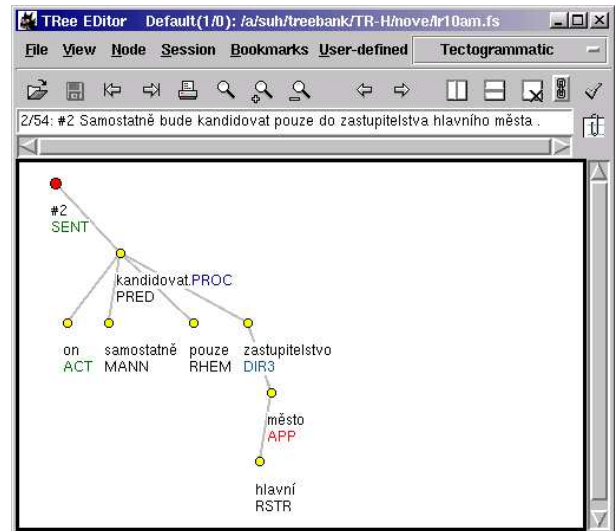 TRee EDitor Default(1/0): /a/suh/treebank/TR-H/nove/lr10am.fs
File View Node Session Bookmarks User-defined Tectogrammatic
2/54: #2 Samostatně bude kandidovat pouze do zastupitelstva hlavního města .
#2
SENT
kandidovat.PROC
PRED
on samostatně pouze zastupitelstvo
ACT MANN RHEM DIR3
město
APP
hlavní
RSTR